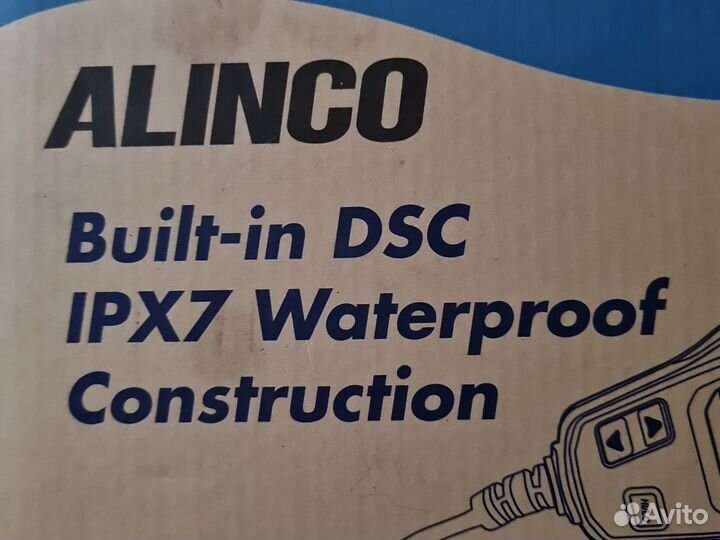 ALINCO
Built-in DSC
IPX7 Waterproof
Construction
Avito